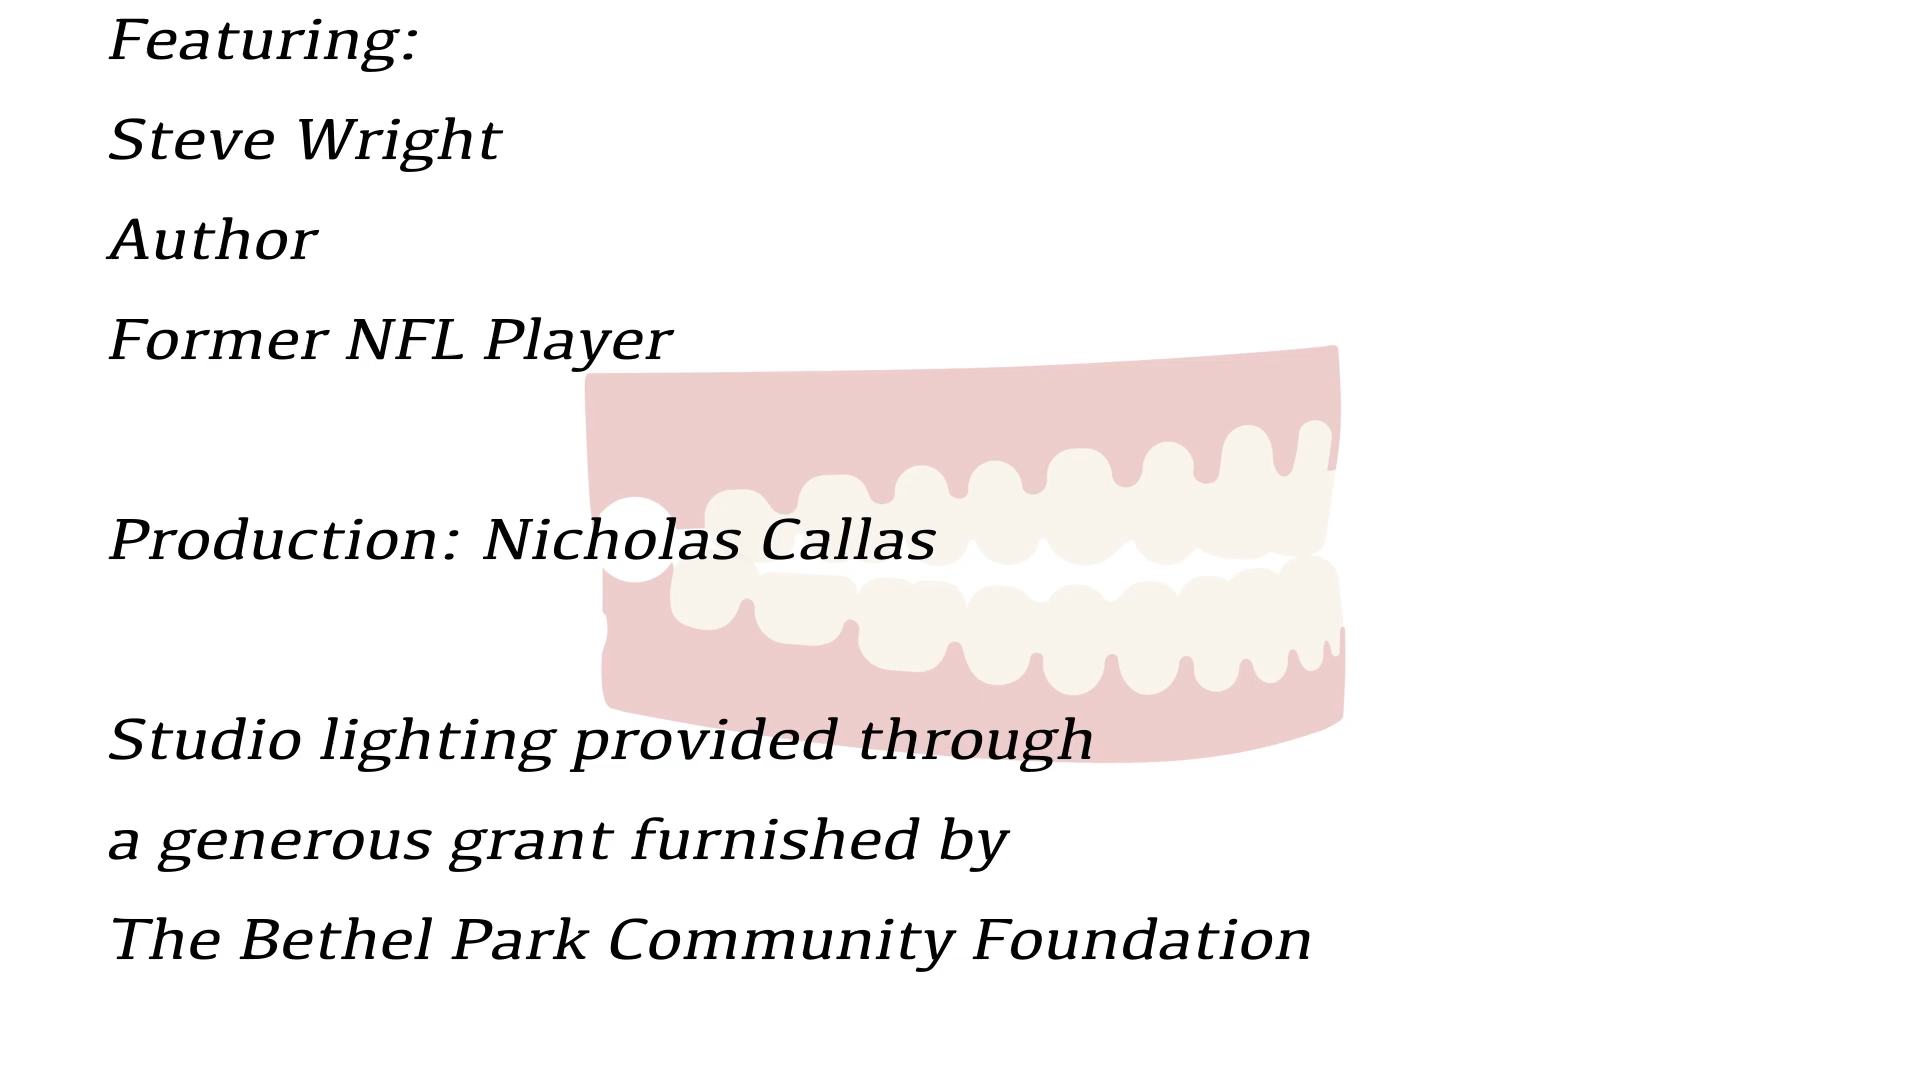 Featuring:
Steve Wright
Author
Former NFL Player
Production: Nicholas Callas
Studio lighting provided through
a generous grant furnished by
The Bethel Park Community Foundation